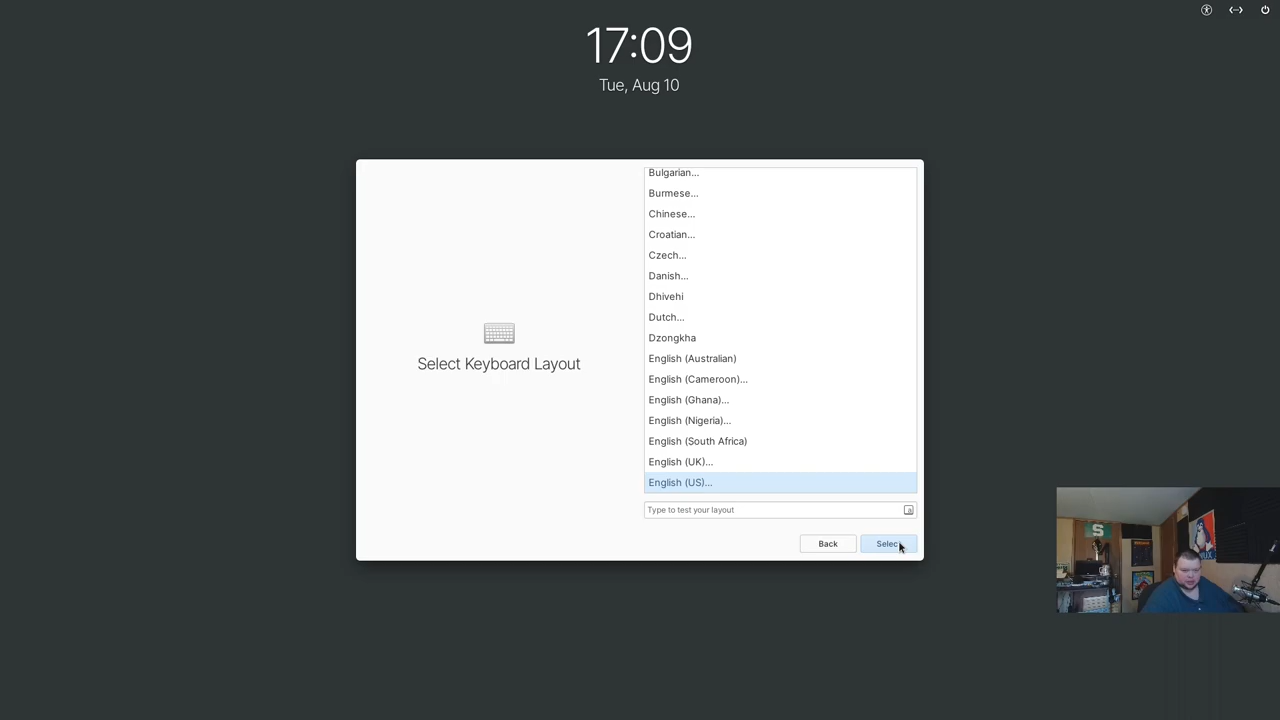 17:09
Tue, Aug 10
Bulgarian...
Burmese...
Chinese...
Croatian...
Czech...
Danish...
Dhivehi
Dutch...
Dzongkha
English (Australian)
English (Cameroon)...
English (Ghana)...
English (Nigeria)...
English (South Africa)
English (UK)...
English (US)...
Select Keyboard Layout
Type to test your layout
Back
Select
S